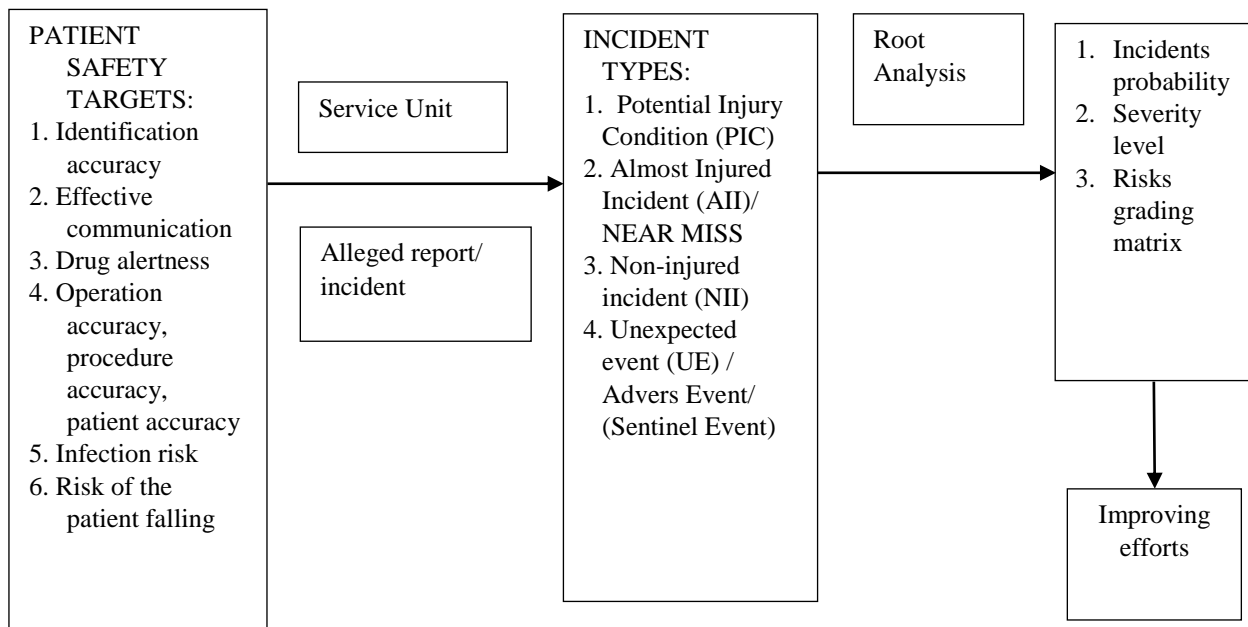 PATIENT
SAFETY
TARGETS:
1. Identification
accuracy
2. Effective
communication
3. Drug alertness
4. Operation
accuracy,
procedure
accuracy,
patient accuracy
5. Infection risk
6. Risk of the
patient falling
Service Unit
Alleged report/
incident
INCIDENT
TYPES:
1. Potential Injury
Condition (PIC)
2. Almost Injured
Incident (AII)/
NEAR MISS
3. Non-injured
incident (NII)
4. Unexpected
event (UE) /
Advers Event/
(Sentinel Event)
Root
Analysis
1. Incidents
probability
2. Severity
level
3. Risks
grading
matrix
Improving
efforts